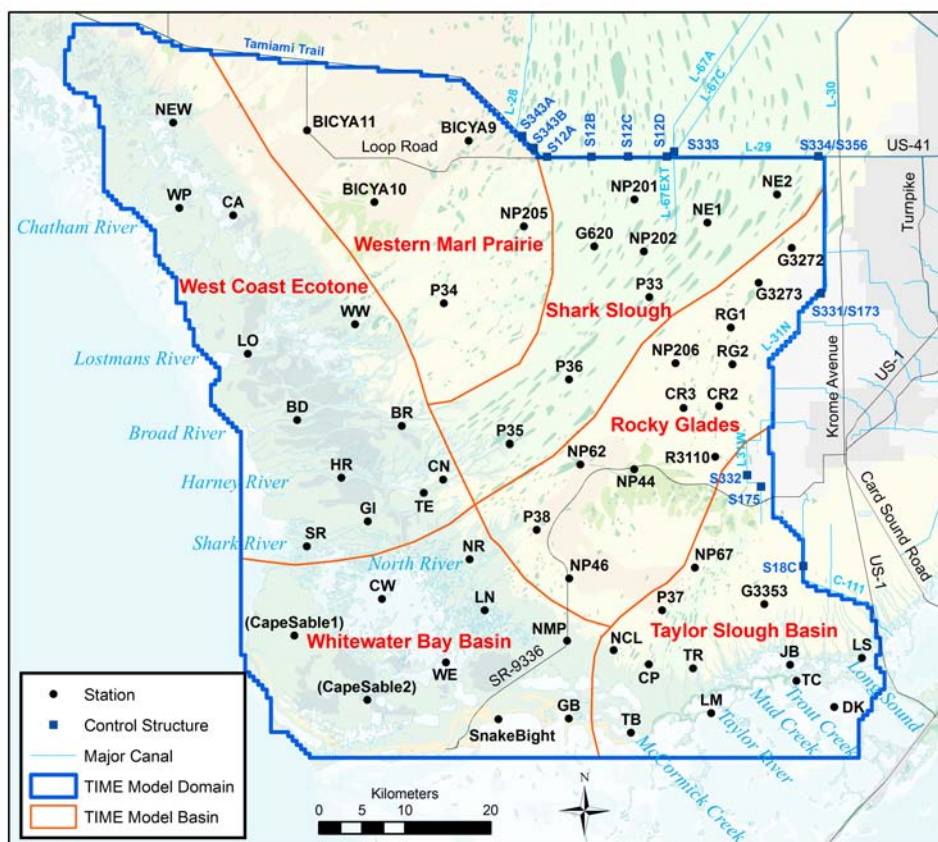 Tamiami Trail
L-28
S343A
S343B
S12A
S12B
S12C
S12D
L-67A
L-67C
S333
L-29
L-30
S334/S356
US-41
Turnpike
NEW
BICYA11
BICYA9
Loop Road
L-67EXT
WP
CA
BICYA10
NP205
NP201
NE1
NE2
Chatham River
Western Marl Prairie
G620
NP202
G3272
West Coast Ecotone
P34
Shark Slough
P33
G3273
S331/S173
WW
RG1
L-31N
LO
Lostmans River
P36
NP206
RG2
US-1
Krome Avenue
BD
BR
CR3
CR2
Broad River
Rocky Glades
P35
R3110
L31W
HR
CN
NP62
NP44
S332
Harney River
TE
S175
Card Sound Road
GI
SR
Shark River
P38
North River
NR
NP67
S18C
US-1
CW
NP46
C-111
LN
P37
G3353
(CapeSable1)
Whitewater Bay Basin
NMP
Taylor Slough Basin
NCL
WE
SR-9336
CP
TR
JB
TC
LS
Long Sound
(CapeSable2)
GB
LM
DK
SnakeBight
TB
McCormick Creek
Taylor River
Mud Creek
Trout Creek
Station
Control Structure
Major Canal
TIME Model Domain
TIME Model Basin
Kilometers
0 10 20
N